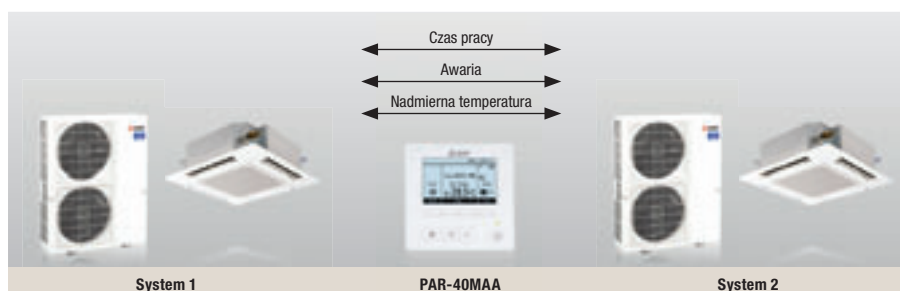 Czas pracy
Awaria
Nadmierna temperatura
System 1
PAR-40MAA
System 2